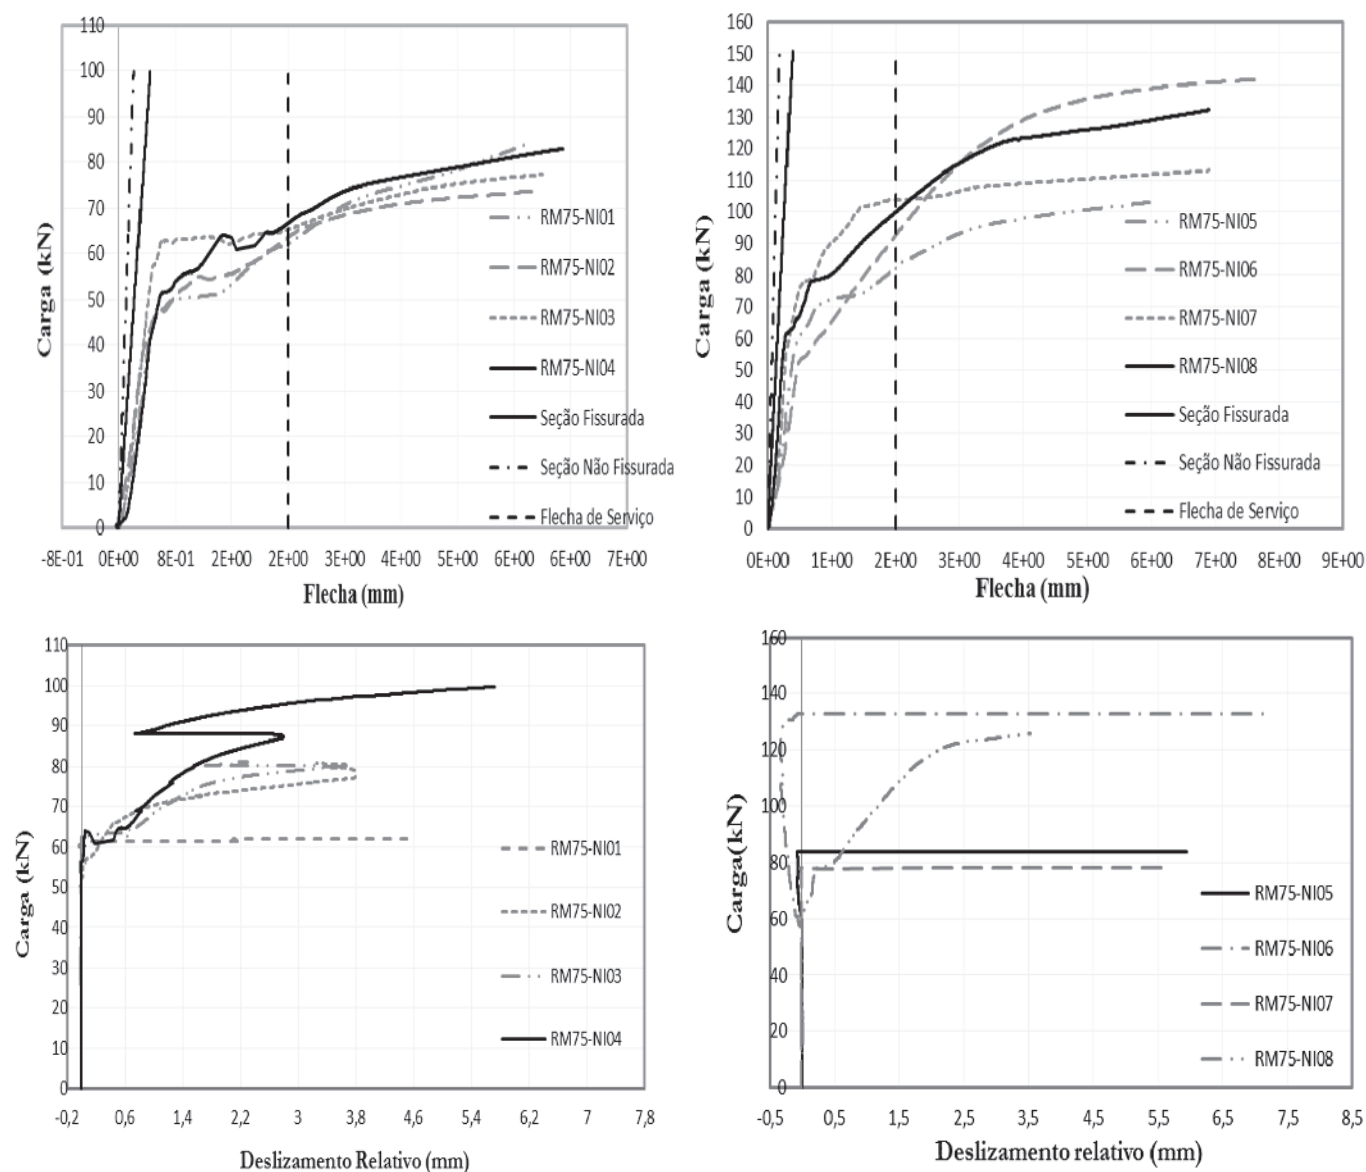 110
100
90
80
70
60
50
40
30
20
10
0
Carga (kN)
-8E-01 0E+00 8E-01 2E+00 2E+00 3E+00 4E+00 5E+00 6E+00 7E+00
Flecha (mm)
RM75-NI01
RM75-NI02
RM75-NI03
RM75-NI04
Seção Fissurada
Seção Não Fissurada
Flecha de Serviço
160
150
140
130
120
110
100
90
80
70
60
50
40
30
20
10
0
Carga (kN)
0E+00 1E+00 2E+00 3E+00 4E+00 5E+00 6E+00 7E+00 8E+00 9E+00
Flecha (mm)
RM75-NI05
RM75-NI06
RM75-NI07
RM75-NI08
Seção Fissurada
Seção Não Fissurada
Flecha de Serviço
110
100
90
80
70
60
50
40
30
20
10
0
Carga (kN)
-0,2 0,6 1,4 2,2 3 3,8 4,6 5,4 6,2 7 7,8
Deslizamento Relativo (mm)
RM75-NI01
RM75-NI02
RM75-NI03
RM75-NI04
160
140
120
100
80
60
40
20
0
Carga(kN)
-0,5 0,5 1,5 2,5 3,5 4,5 5,5 6,5 7,5 8,5
Deslizamento relativo (mm)
RM75-NI05
RM75-NI06
RM75-NI07
RM75-NI08